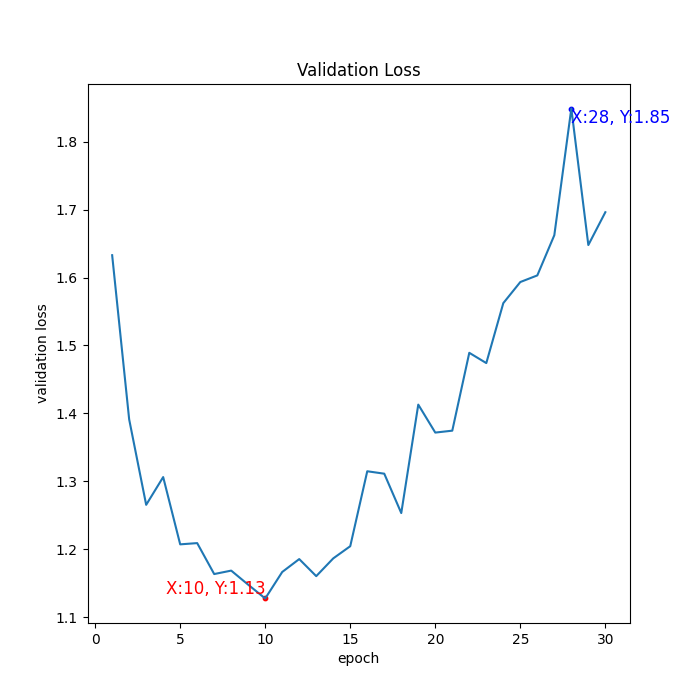 Validation Loss
X:28, Y:1.85
1.8
1.7
1.6
1.5
1.4
1.3
1.2
1.1
validation loss
X:10, Y:1.13
0 5 10 15 20 25 30
epoch